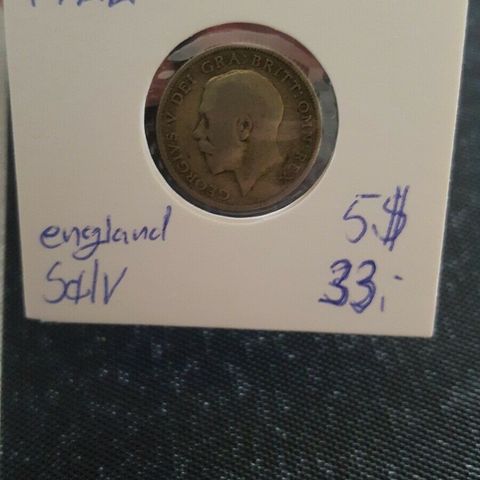 GEORGIVS V DEI GRA: BRITT: OMN: REX
england
Sølv
5$
33,-